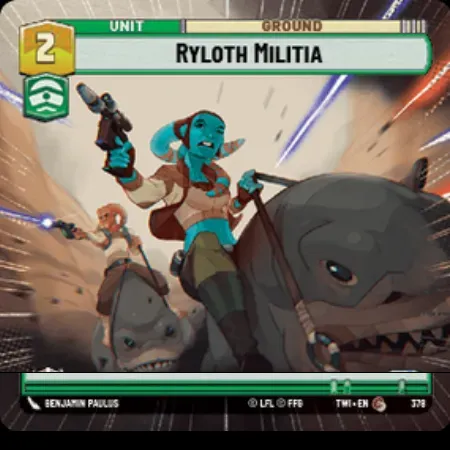 UNIT GROUND
2 RYLOTH MILITIA
BENJAMIN PAULUS © LFL © FFG TWI • EN 378